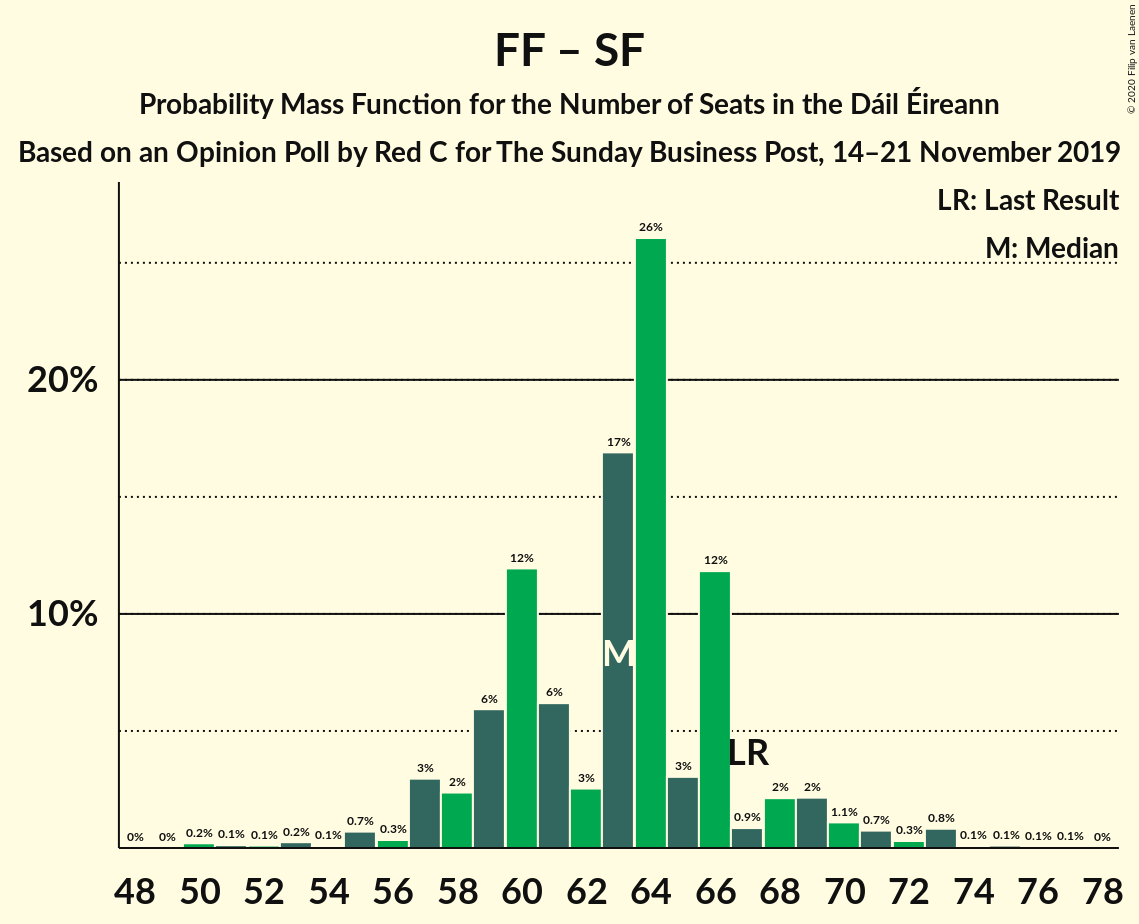 FF – SF
Probability Mass Function for the Number of Seats in the Dáil Éireann
Based on an Opinion Poll by Red C for The Sunday Business Post, 14–21 November 2019
© 2020 Filip van Laenen
LR: Last Result
M: Median
20%
10%
0% 0% 0.2% 0.1% 0.1% 0.2% 0.1% 0.7% 0.3% 3% 2% 6% 12% 6% 3% 17% 26% 3% 12% 0.9% 2% 2% 1.1% 0.7% 0.3% 0.8% 0.1% 0.1% 0.1% 0.1% 0%
M
LR
48 50 52 54 56 58 60 62 64 66 68 70 72 74 76 78